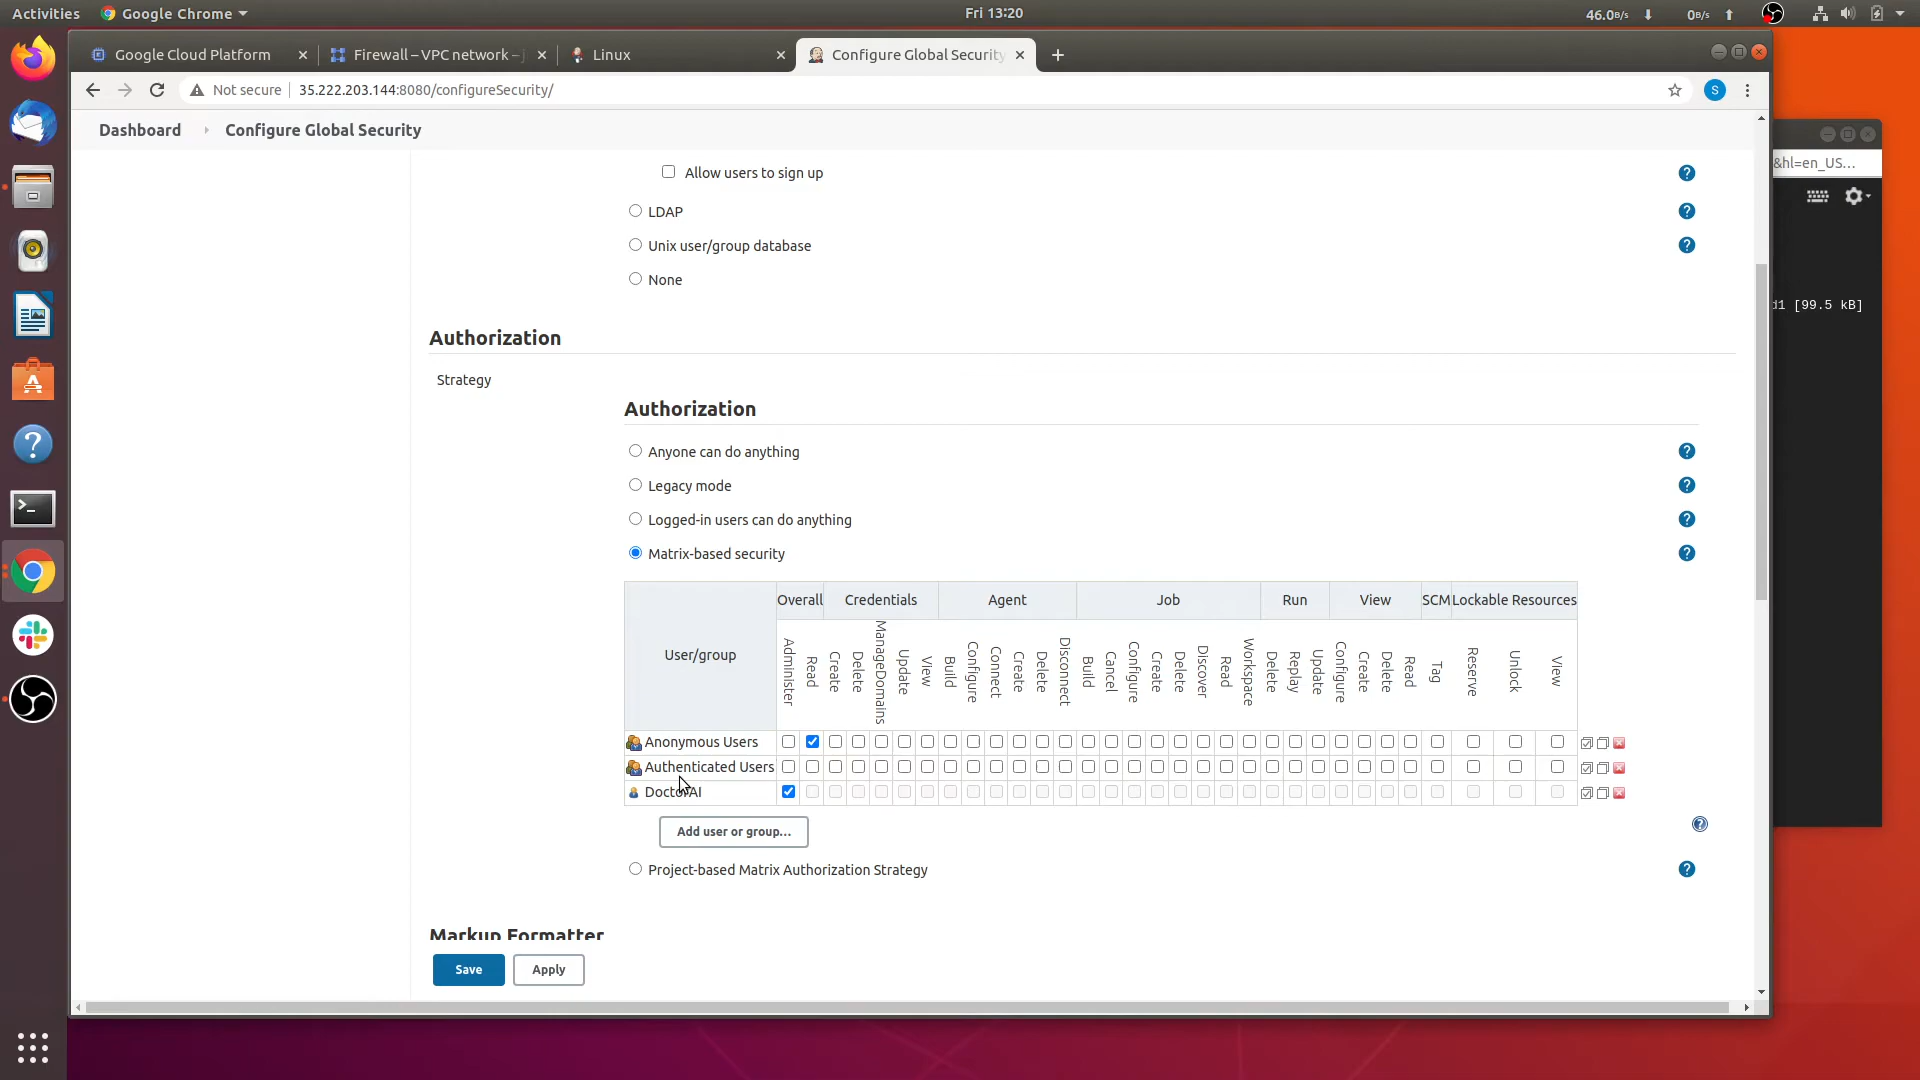 Activities
Google Chrome
Fri 13:20
46.0B/s
0B/s
Google Cloud Platform
Firewall – VPC network –
Linux
Configure Global Security
Not secure
35.222.203.144:8080/configureSecurity/
S
Dashboard
Configure Global Security
&hl=en_US...
d1 [99.5 kB]
Allow users to sign up
LDAP
Unix user/group database
None
Authorization
Strategy
Authorization
Anyone can do anything
Legacy mode
Logged-in users can do anything
Matrix-based security
User/group
Overall
Credentials
Agent
Job
Run
View
SCM
Lockable Resources
Administer
Read
Create
Delete
ManageDomains
Update
View
Build
Configure
Connect
Create
Delete
Disconnect
Build
Cancel
Configure
Create
Delete
Discover
Read
Workspace
Delete
Replay
Update
Configure
Create
Delete
Read
Tag
Reserve
Unlock
View
Anonymous Users
Authenticated Users
DoctorAI
Add user or group...
Project-based Matrix Authorization Strategy
Markup Formatter
Save
Apply